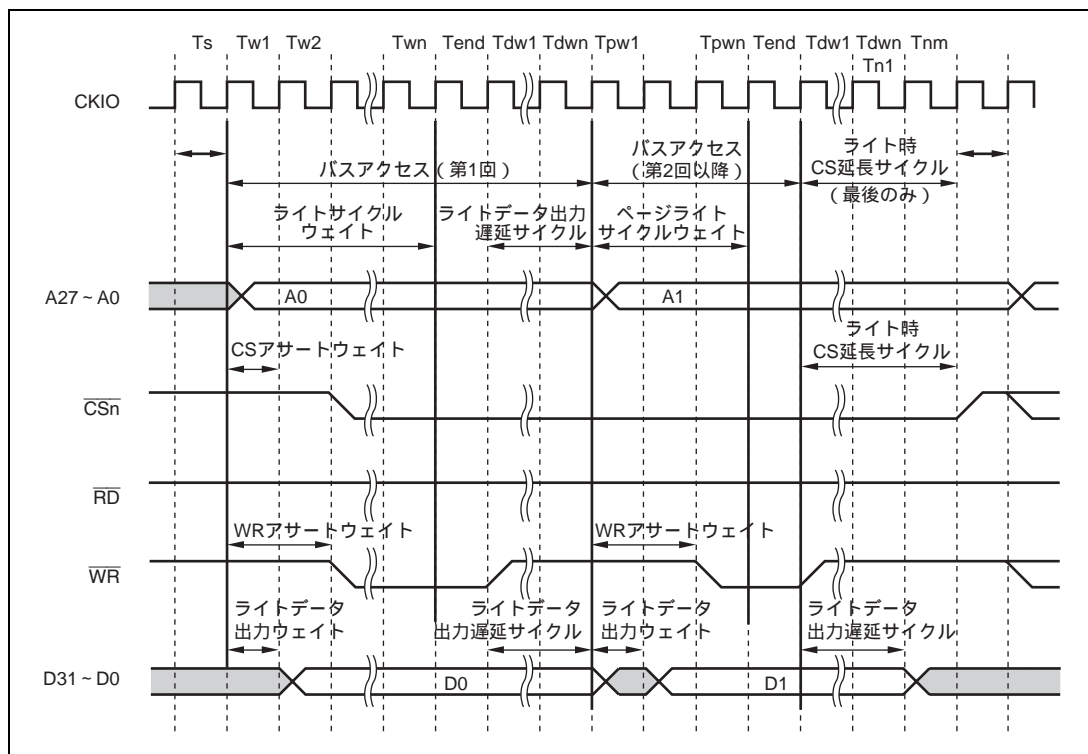 Ts Tw1 Tw2 Twn Tend Tdw1 Tdwn Tpw1 Tpwn Tend Tdw1 Tdwn Tnm
Tn1
CKIO
バスアクセス（第1回）
バスアクセス
（第2回以降）
ライト時
CS延長サイクル
（最後のみ）
ライトサイクル
ウェイト
ライトデータ出力
遅延サイクル
ページライト
サイクルウェイト
A27 ~ A0
A0
A1
CSアサートウェイト
ライト時
CS延長サイクル
CSn
RD
WRアサートウェイト
WRアサートウェイト
WR
ライトデータ
出力ウェイト
ライトデータ
出力遅延サイクル
ライトデータ
出力ウェイト
ライトデータ
出力遅延サイクル
D31 ~ D0
D0
D1